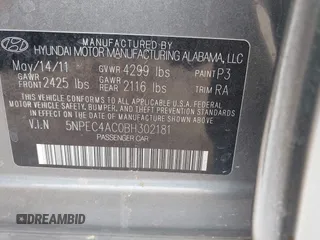 MANUFACTURED BY
HYUNDAI MOTOR MANUFACTURING ALABAMA, LLC
May/14/11 GVWR 4299 lbs PAINT P3
GAWR FRONT 2425 lbs GAWR REAR 2116 lbs TRIM RA
THIS VEHICLE CONFORMS TO ALL APPLICABLE U.S. FEDERAL
MOTOR VEHICLE SAFETY, BUMPER, AND THEFT PREVENTION STANDARDS
IN EFFECT ON THE DATE OF MANUFACTURE SHOWN ABOVE.
V.I.N 5NPEC4AC0BH302181
PASSENGER CAR
DREAMBID